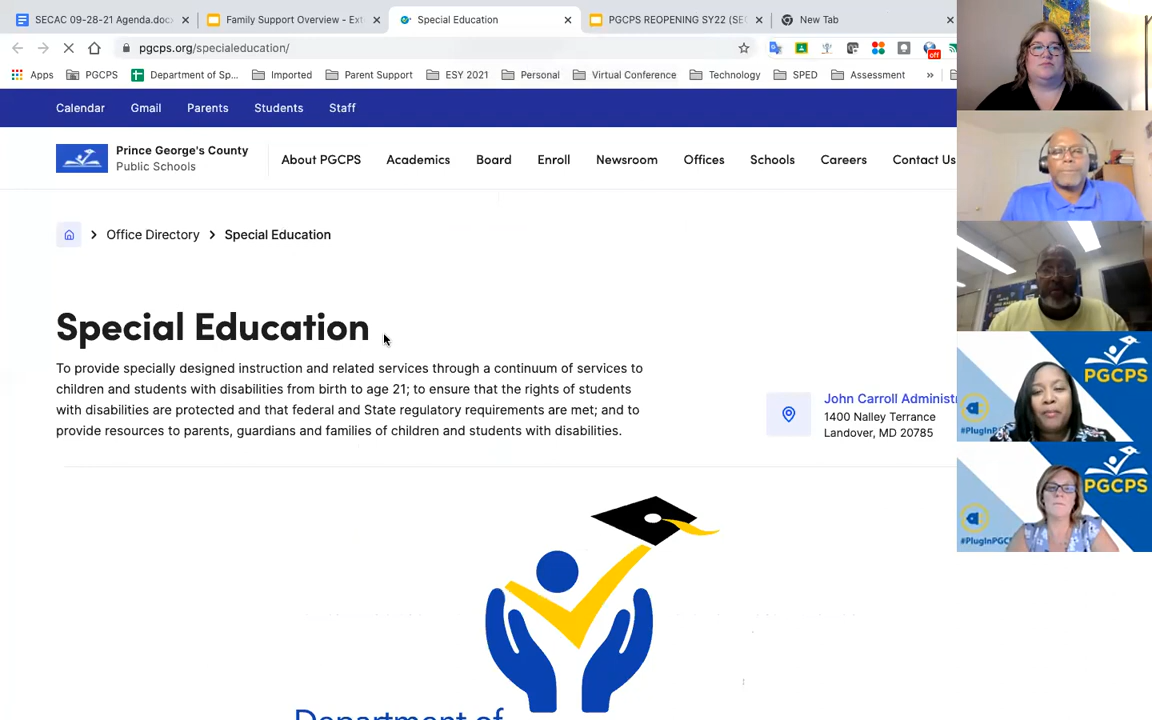 SECAC 09-28-21 Agenda.docx
Family Support Overview - Ext
Special Education
PGCPS REOPENING SY22 (SEC
New Tab
pgcps.org/specialeducation/
off
Apps
PGCPS
Department of Sp...
Imported
Parent Support
ESY 2021
Personal
Virtual Conference
Technology
SPED
Assessment
»
Calendar
Gmail
Parents
Students
Staff
Prince George's County
Public Schools
About PGCPS
Academics
Board
Enroll
Newsroom
Offices
Schools
Careers
Contact Us
Office Directory
Special Education
Special Education
To provide specially designed instruction and related services through a continuum of services to
children and students with disabilities from birth to age 21; to ensure that the rights of students
with disabilities are protected and that federal and State regulatory requirements are met; and to
provide resources to parents, guardians and families of children and students with disabilities.
John Carroll Administr
1400 Nalley Terrance
Landover, MD 20785
Department of
PGCPS
#PlugInP
PGCPS
#PlugInPGC